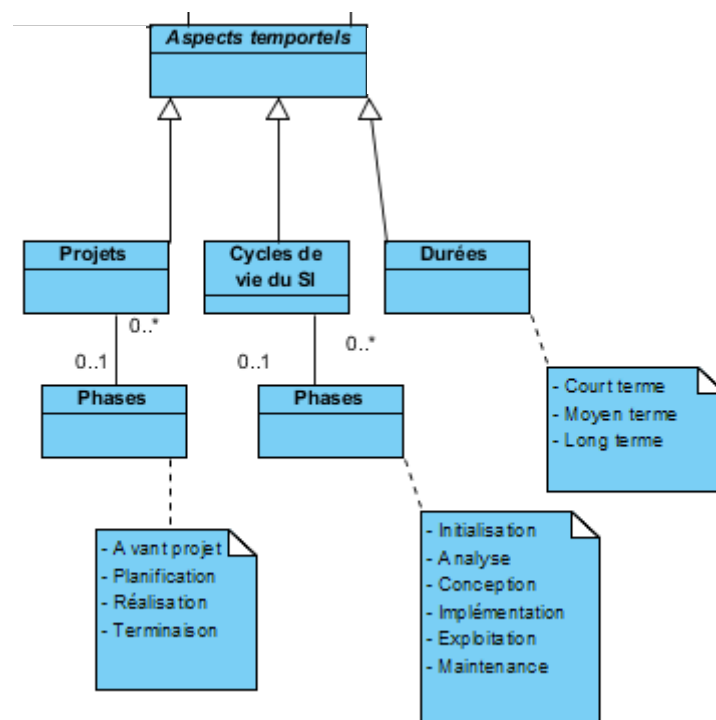 Aspects temportels
Projets
Cycles de
vie du SI
Durées
0..*
0..1
0..1
0..*
Phases
Phases
- Court terme
- Moyen terme
- Long terme
- Avant projet
- Planification
- Réalisation
- Terminaison
- Initialisation
- Analyse
- Conception
- Implémentation
- Exploitation
- Maintenance